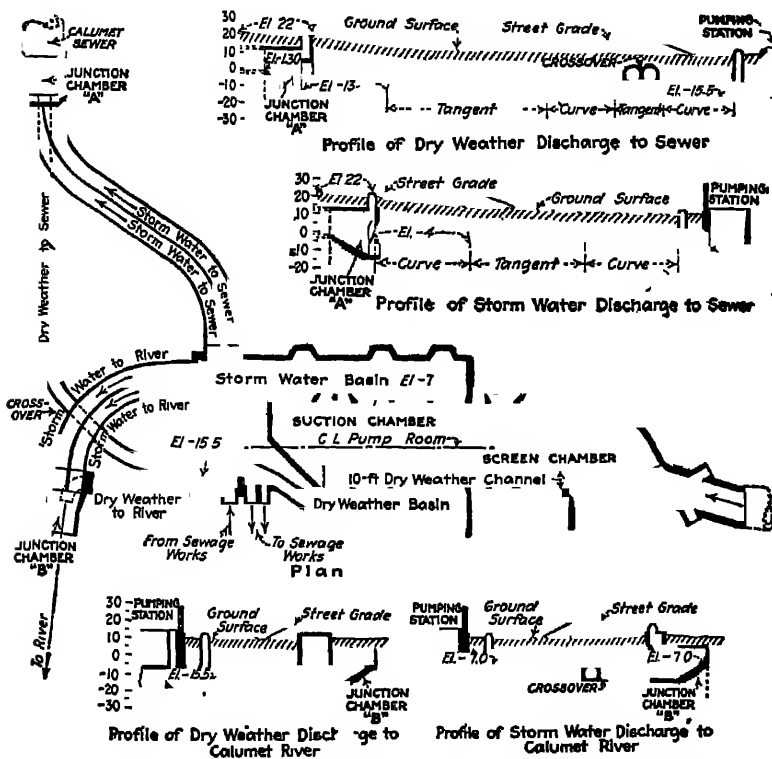 CALUMET
SEWER
JUNCTION
CHAMBER
"A"
30
20
10
0
-10
-20
30
El 22
Ground Surface
Street Grade
PUMPING
STATION
El-130
El -13
CROSSOVER
El.-15.5
JUNCTION
CHAMBER
"A"
Tangent
Curve
Tangent
Curve
Profile of Dry Weather Discharge to Sewer
30
20
10
0
-10
-20
El 22
Street Grade
Ground Surface
PUMPING
STATION
El.
JUNCTION
CHAMBER
"A"
Curve
Tangent
Curve
Profile of Storm Water Discharge to Sewer
Dry Weather to Sewer
Storm Water to Sewer
Storm Water to Sewer
Storm Water to River
Storm Water to River
CROSS-
OVER
Storm Water Basin El-7
SUCTION CHAMBER
C L Pump Room
El-15 5
SCREEN CHAMBER
10-ft Dry Weather Channel
Dry Weather Basin
Dry Weather
to River
JUNCTION
CHAMBER
"B"
From Sewage
Works
To Sewage
Works
Plan
To River
30
20
10
0
-10
-20
-30
PUMPING
STATION
Ground
Surface
Street Grade
El.-15.5
JUNCTION
CHAMBER
"B"
Profile of Dry Weather Disch ge to
Calumet River
PUMPING
STATION
Ground
Surface
Street Grade
El.-7.0
El.-7.0
CROSSOVER
JUNCTION
CHAMBER
"B"
Profile of Storm Water Discharge to
Calumet River